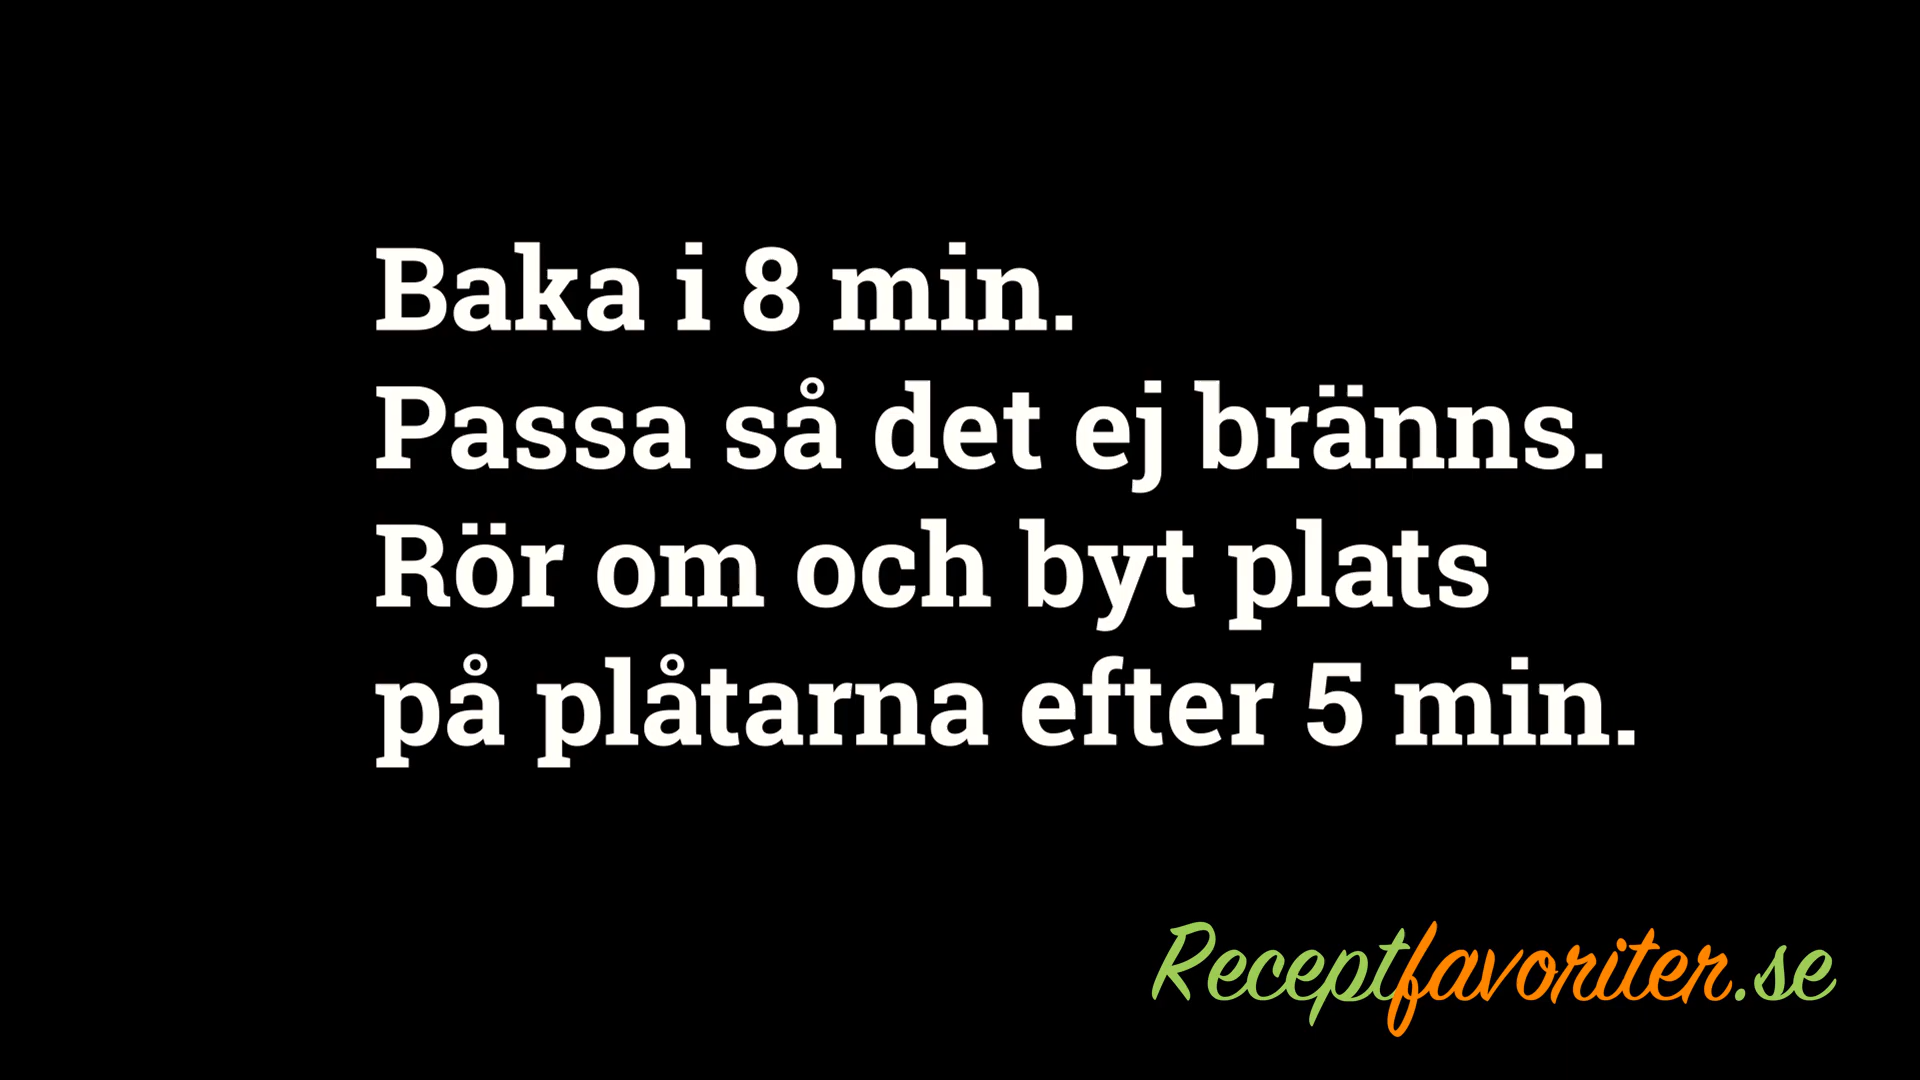 Baka i 8 min.
Passa så det ej bränns.
Rör om och byt plats
på plåtarna efter 5 min.
Receptfavoriter.se